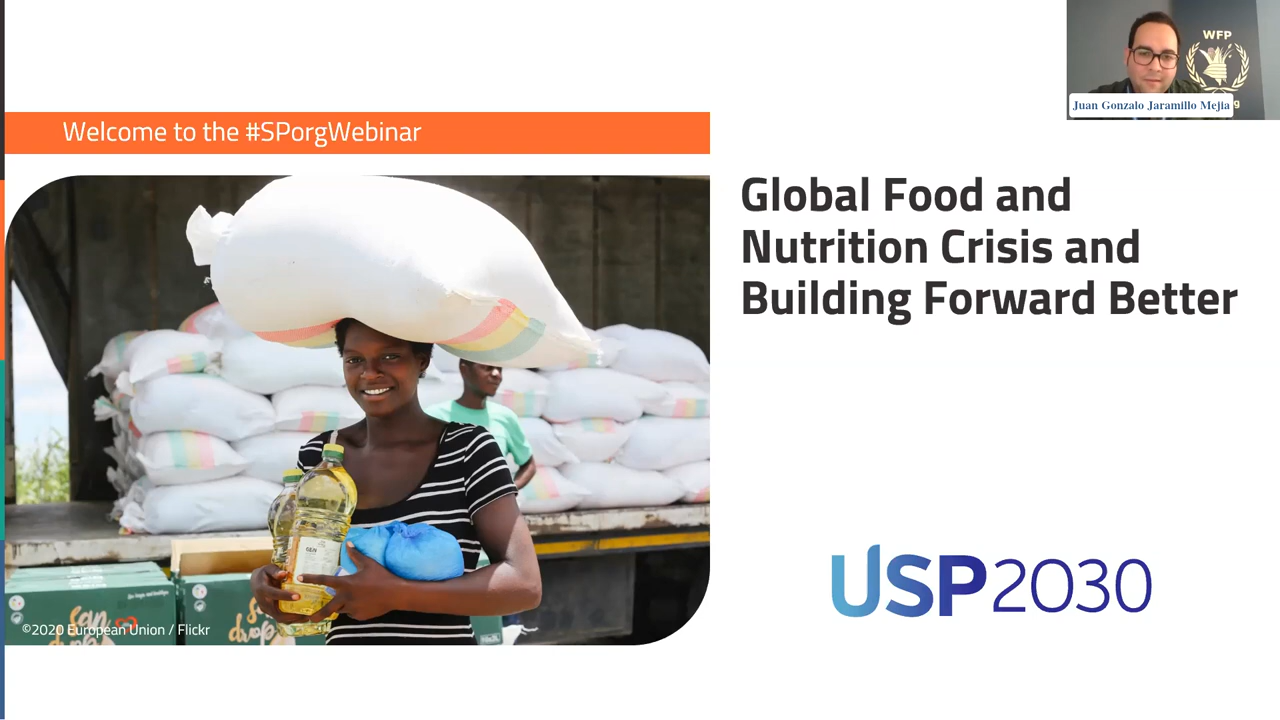 WFP
Juan Gonzalo Jaramillo Mejia
Welcome to the #SPorgWebinar
Global Food and
Nutrition Crisis and
Building Forward Better
USP2030
©2020 European Union / Flickr